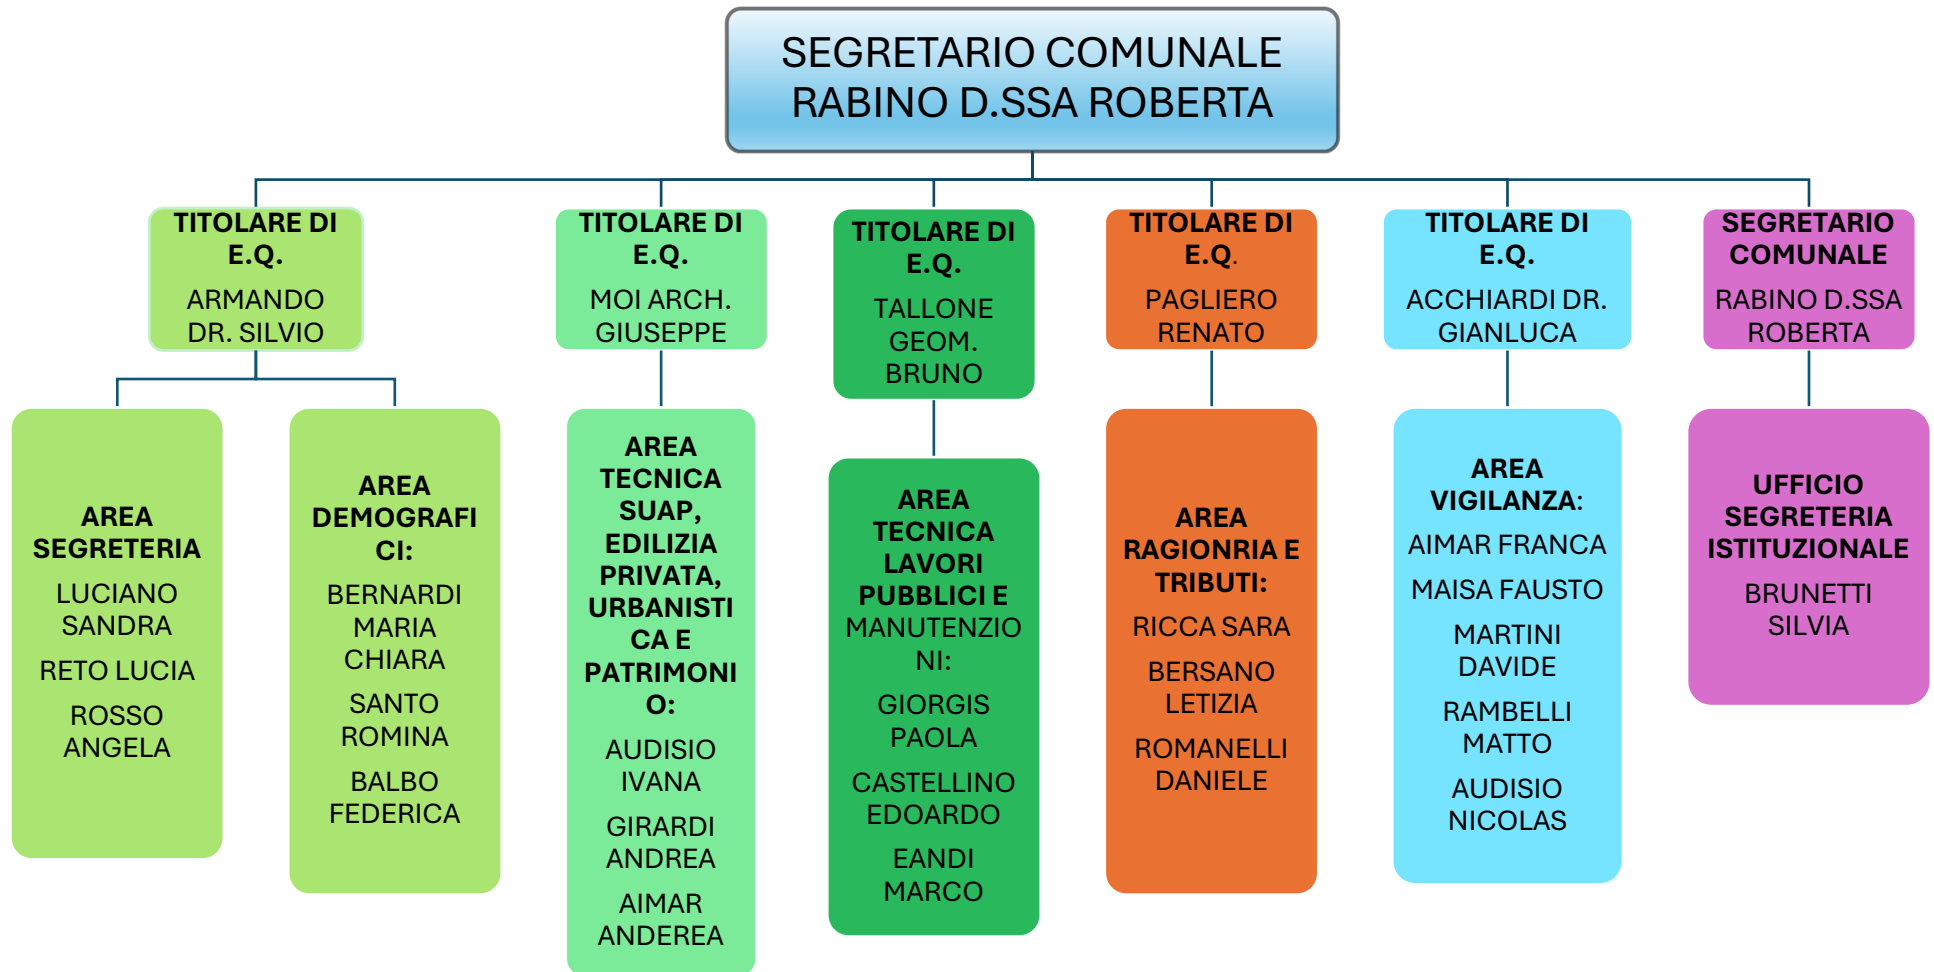 SEGRETARIO COMUNALE
RABINO D.SSA ROBERTA
TITOLARE DI
E.Q.
ARMANDO
DR. SILVIO
TITOLARE DI
E.Q.
MOI ARCH.
GIUSEPPE
TITOLARE DI
E.Q.
TALLONE
GEOM.
BRUNO
TITOLARE DI
E.Q.
PAGLIERO
RENATO
TITOLARE DI
E.Q.
ACCHIARDI DR.
GIANLUCA
SEGRETARIO
COMUNALE
RABINO D.SSA
ROBERTA
AREA
SEGRETERIA
LUCIANO
SANDRA
RETO LUCIA
ROSSO
ANGELA
AREA
DEMOGRAFI
CI:
BERNARDI
MARIA
CHIARA
SANTO
ROMINA
BALBO
FEDERICA
AREA
TECNICA
SUAP,
EDILIZIA
PRIVATA,
URBANISTI
CA E
PATRIMONI
O:
AUDISIO
IVANA
GIRARDI
ANDREA
AIMAR
ANDEREA
AREA
TECNICA
LAVORI
PUBBLICI E
MANUTENZIO
NI:
GIORGIS
PAOLA
CASTELLINO
EDOARDO
EANDI
MARCO
AREA
RAGIONRIA E
TRIBUTI:
RICCA SARA
BERSANO
LETIZIA
ROMANELLI
DANIELE
AREA
VIGILANZA:
AIMAR FRANCA
MAISA FAUSTO
MARTINI
DAVIDE
RAMBELLI
MATTO
AUDISIO
NICOLAS
UFFICIO
SEGRETERIA
ISTITUZIONALE
BRUNETTI
SILVIA